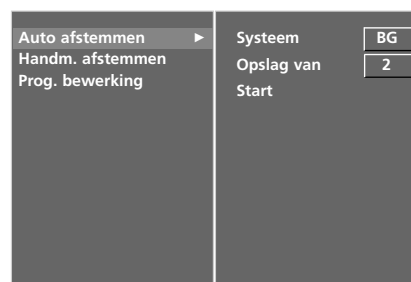 Auto afstemmen ►
Handm. afstemmen
Prog. bewerking
Systeem BG
Opslag van 2
Start